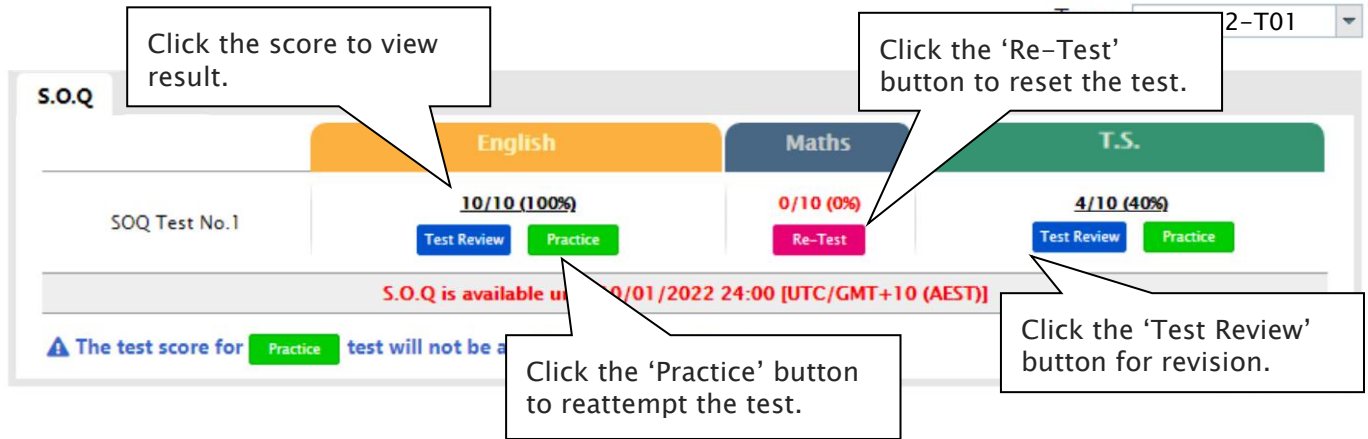 2-T01
Click the score to view
result.
Click the ‘Re-Test’
button to reset the test.
S.O.Q
English
Maths
T.S.
SOQ Test No.1
10/10 (100%)
0/10 (0%)
4/10 (40%)
Test Review
Practice
Re-Test
Test Review
Practice
S.O.Q is available 0/01/2022 24:00 [UTC/GMT+10 (AEST)]
The test score for Practice test will not be
Click the ‘Practice’ button
to reattempt the test.
Click the ‘Test Review’
button for revision.